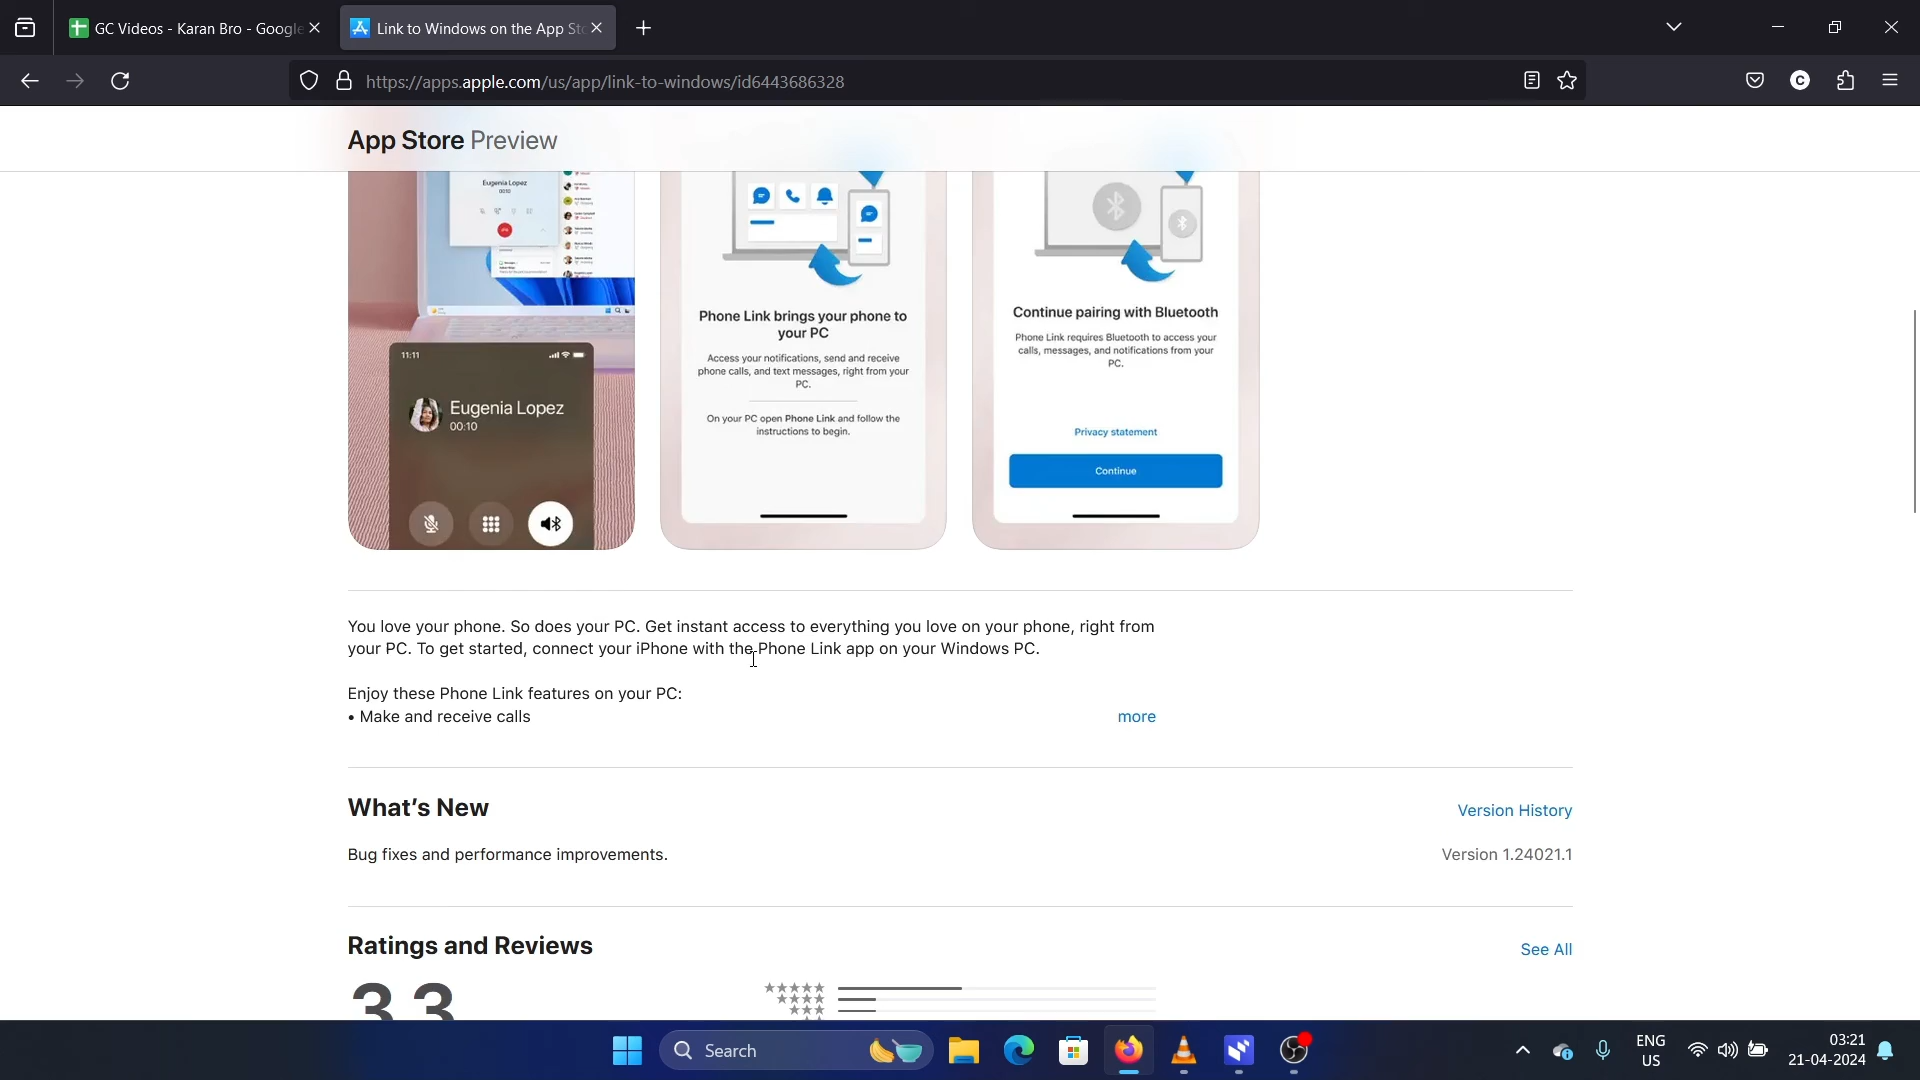 GC Videos - Karan Bro - Google
Link to Windows on the App Sto
https://apps.apple.com/us/app/link-to-windows/id6443686328
App Store Preview
Eugenia Lopez
00:10
11:11
Eugenia Lopez
00:10
Phone Link brings your phone to
your PC
Access your notifications, send and receive
phone calls, and text messages, right from your
PC.
On your PC open Phone Link and follow the
instructions to begin.
Continue pairing with Bluetooth
Phone Link requires Bluetooth to access your
calls, messages, and notifications from your
PC.
Privacy statement
Continue
You love your phone. So does your PC. Get instant access to everything you love on your phone, right from
your PC. To get started, connect your iPhone with the Phone Link app on your Windows PC.
Enjoy these Phone Link features on your PC:
• Make and receive calls
more
What's New
Version History
Bug fixes and performance improvements.
Version 1.24021.1
Ratings and Reviews
See All
3.3
Search
ENG
US
03:21
21-04-2024